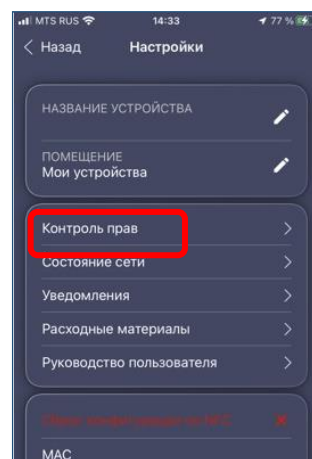 MTS RUS 14:33 77 %
Назад Настройки
НАЗВАНИЕ УСТРОЙСТВА
ПОМЕЩЕНИЕ
Мои устройства
Контроль прав
Состояние сети
Уведомления
Расходные материалы
Руководство пользователя
MAC